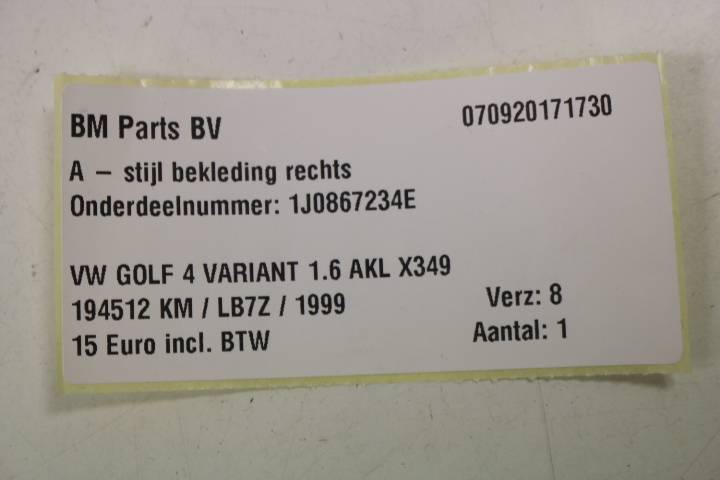 BM Parts BV
070920171730
A – stijl bekleding rechts
Onderdeelnummer: 1J0867234E
VW GOLF 4 VARIANT 1.6 AKL X349
194512 KM / LB7Z / 1999
Verz: 8
15 Euro incl. BTW
Aantal: 1